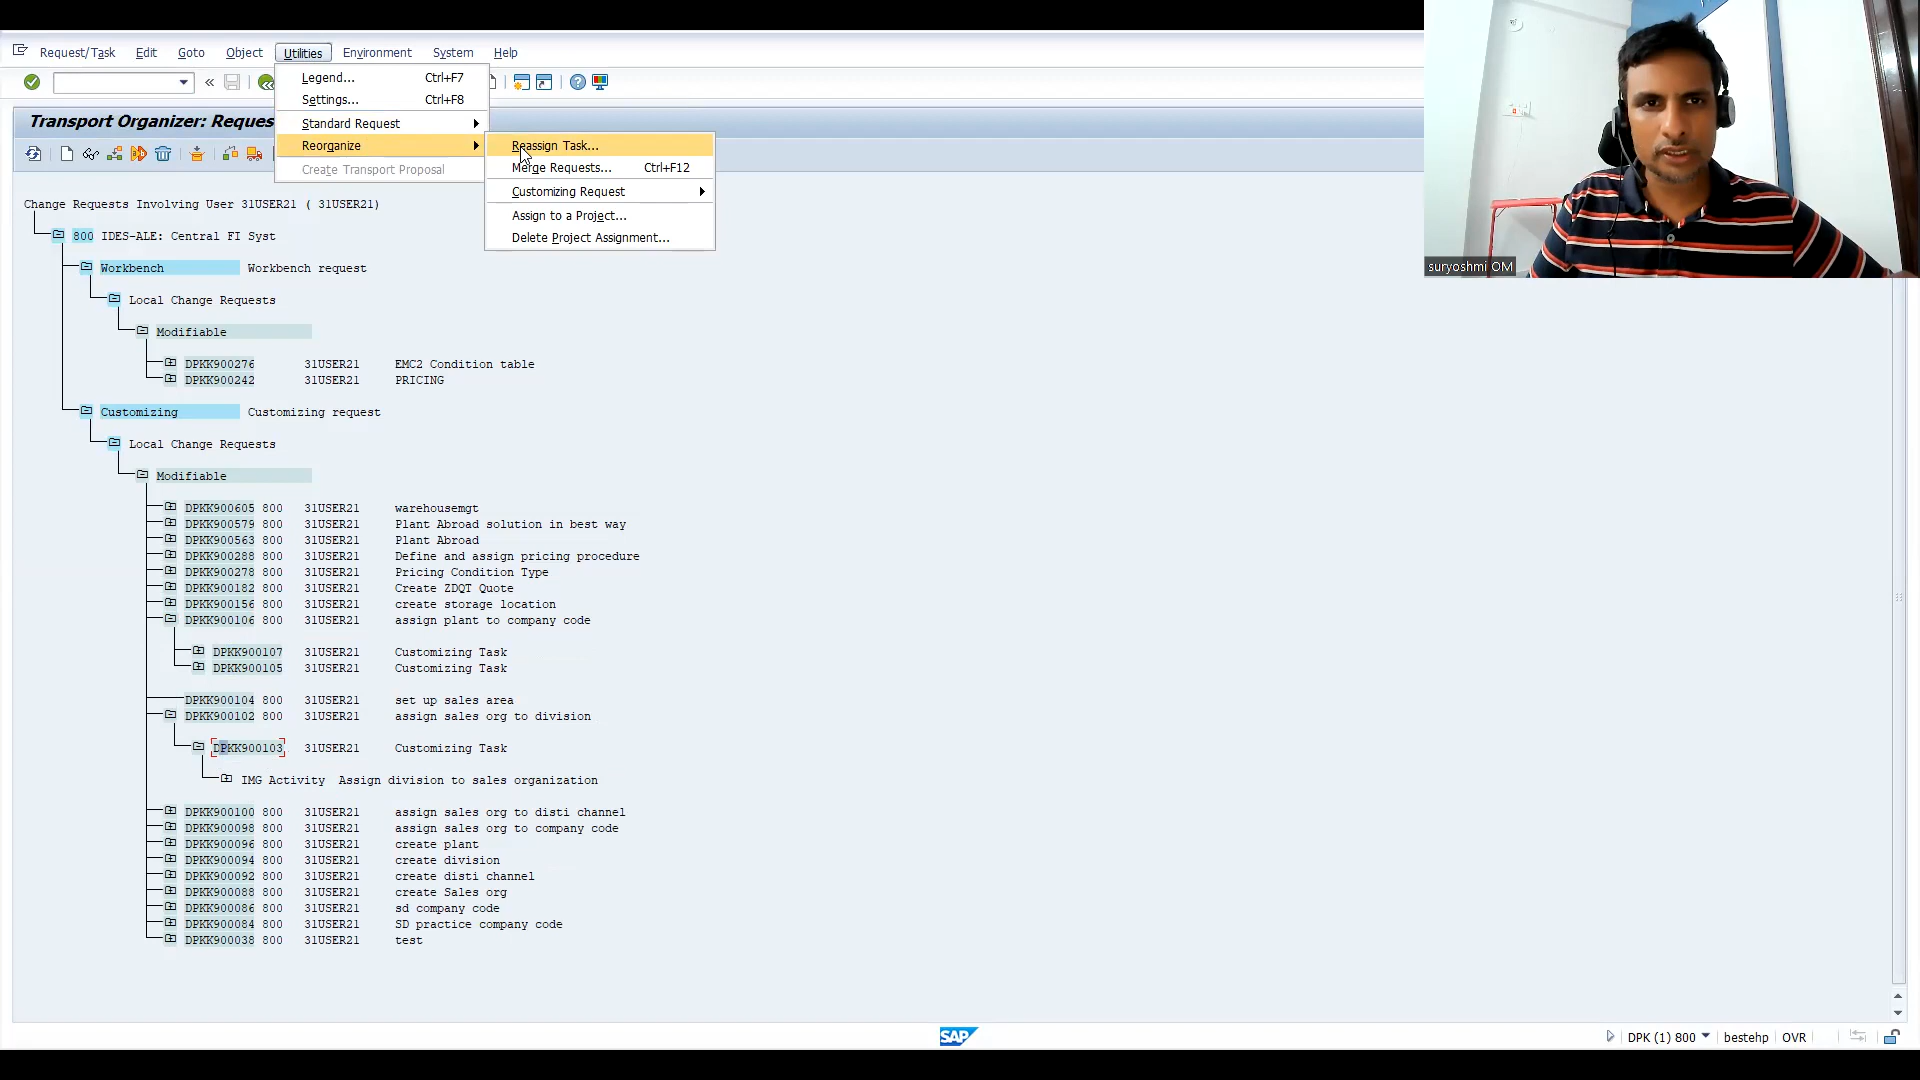 Request/Task Edit Goto Object Utilities Environment System Help
Legend... Ctrl+F7
Settings... Ctrl+F8
Standard Request
Reorganize
Create Transport Proposal
Reassign Task...
Merge Requests... Ctrl+F12
Customizing Request
Assign to a Project...
Delete Project Assignment...
Transport Organizer: Reques
Change Requests Involving User 31USER21 ( 31USER21)
800 IDES-ALE: Central FI Syst
Workbench Workbench request
Local Change Requests
Modifiable
DPKK900276 31USER21 EMC2 Condition table
DPKK900242 31USER21 PRICING
Customizing Customizing request
Local Change Requests
Modifiable
DPKK900605 800 31USER21 warehousemgt
DPKK900579 800 31USER21 Plant Abroad solution in best way
DPKK900563 800 31USER21 Plant Abroad
DPKK900288 800 31USER21 Define and assign pricing procedure
DPKK900278 800 31USER21 Pricing Condition Type
DPKK900182 800 31USER21 Create ZDQT Quote
DPKK900156 800 31USER21 create storage location
DPKK900106 800 31USER21 assign plant to company code
DPKK900107 31USER21 Customizing Task
DPKK900105 31USER21 Customizing Task
DPKK900104 800 31USER21 set up sales area
DPKK900102 800 31USER21 assign sales org to division
DPKK900103 31USER21 Customizing Task
IMG Activity Assign division to sales organization
DPKK900100 800 31USER21 assign sales org to disti channel
DPKK900098 800 31USER21 assign sales org to company code
DPKK900096 800 31USER21 create plant
DPKK900094 800 31USER21 create division
DPKK900092 800 31USER21 create disti channel
DPKK900088 800 31USER21 create Sales org
DPKK900086 800 31USER21 sd company code
DPKK900084 800 31USER21 SD practice company code
DPKK900038 800 31USER21 test
suryoshmi OM
SAP
DPK (1) 800 bestehp OVR